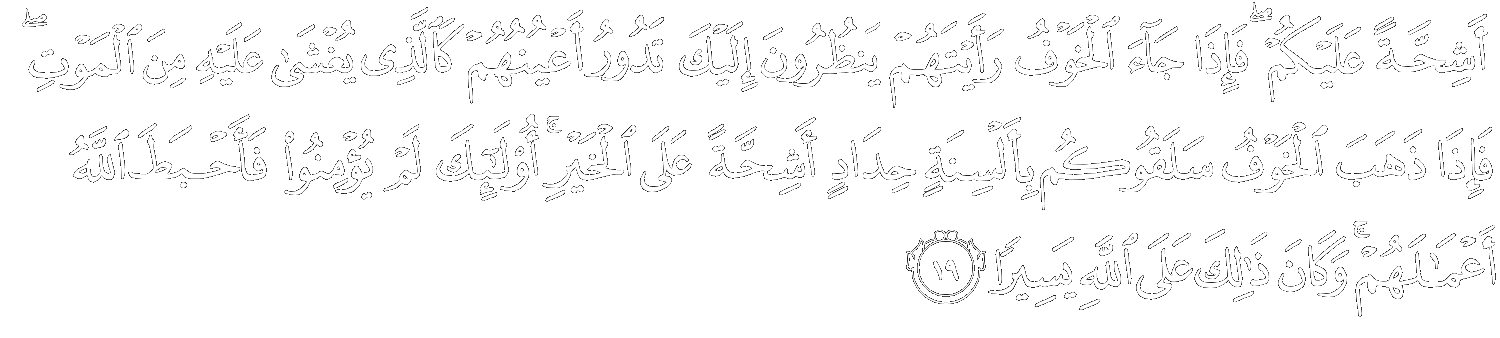 أَشِحَّةً عَلَيْكُمْ ۖ فَإِذَا جَآءَ ٱلْخَوْفُ رَأَيْتَهُمْ يَنظُرُونَ إِلَيْكَ تَدُورُ أَعْيُنُهُمْ كَٱلَّذِى يُغْشَىٰ عَلَيْهِ مِنَ ٱلْمَوْتِ ۖ
فَإِذَا ذَهَبَ ٱلْخَوْفُ سَلَقُوكُم بِأَلْسِنَةٍ حِدَادٍ أَشِحَّةً عَلَى ٱلْخَيْرِ ۚ أُو۟لَـٰٓئِكَ لَمْ يُؤْمِنُوا۟ فَأَحْبَطَ ٱللَّهُ
أَعْمَـٰلَهُمْ ۚ وَكَانَ ذَٰلِكَ عَلَى ٱللَّهِ يَسِيرًا ١٩